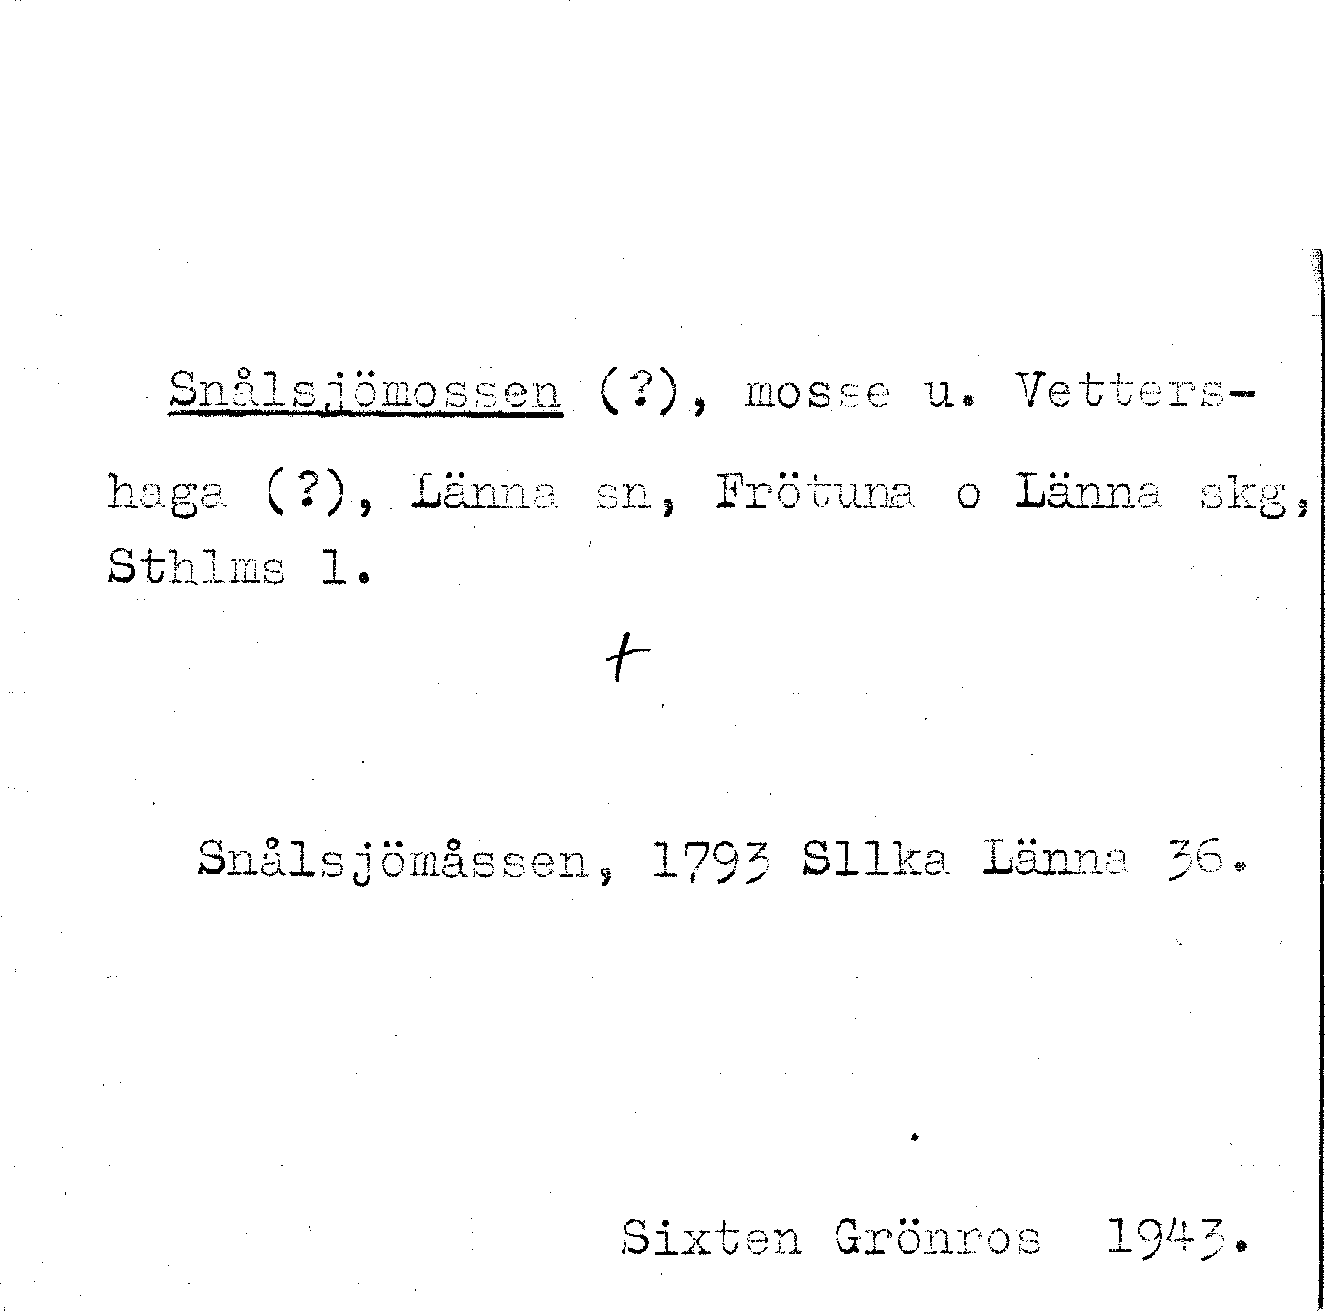 Snålsjömossen (?), mosse u. Vetters-
haga (?), Länna sn, Frötuna o Länna skg,
Sthlms l.
+
Snålsjömåssen, 1793 Sllka Länna 36.
Sixten Grönros 1943.